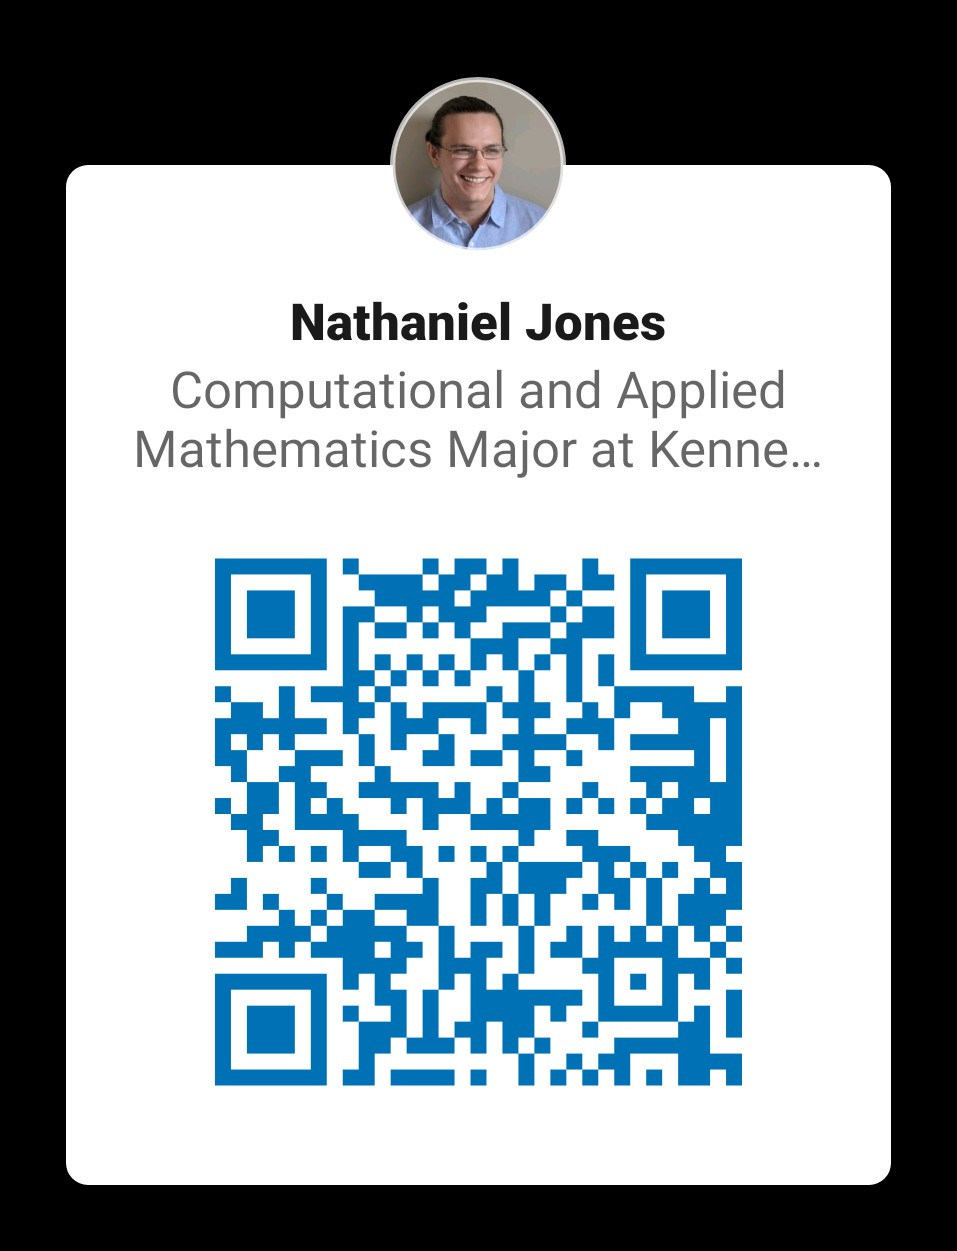 Nathaniel Jones
Computational and Applied
Mathematics Major at Kenne…